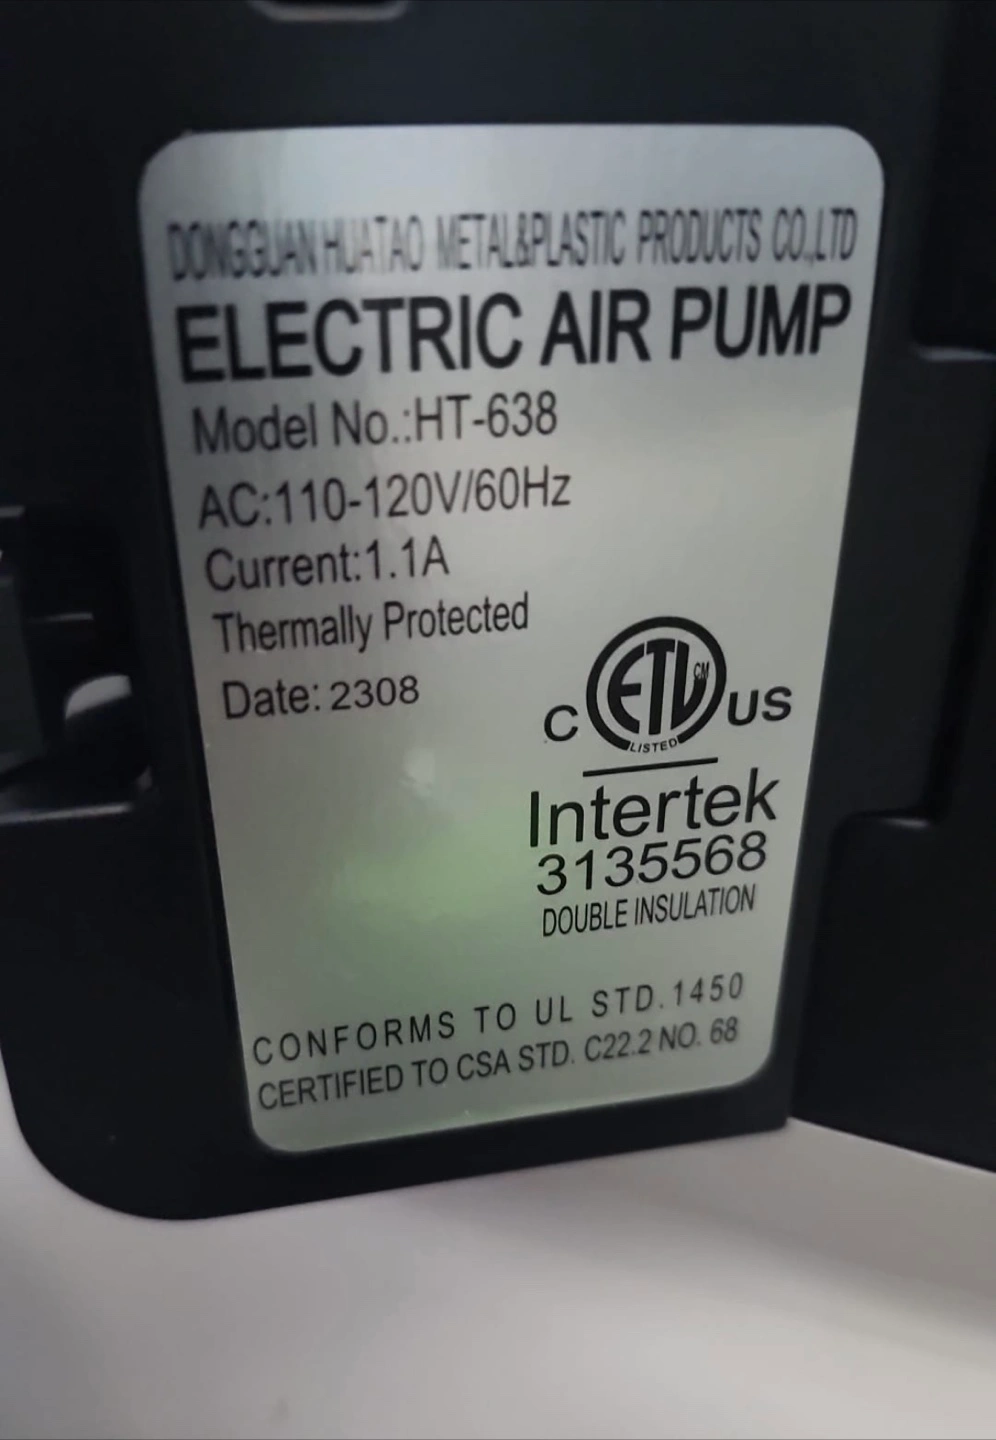 DONGGUAN HUATAO METAL&PLASTIC PRODUCTS CO.,LTD
ELECTRIC AIR PUMP
Model No.:HT-638
AC:110-120V/60Hz
Current:1.1A
Thermally Protected
Date: 2308
C ETL CM US
LISTED
Intertek
3135568
DOUBLE INSULATION
CONFORMS TO UL STD.1450
CERTIFIED TO CSA STD. C22.2 NO. 68